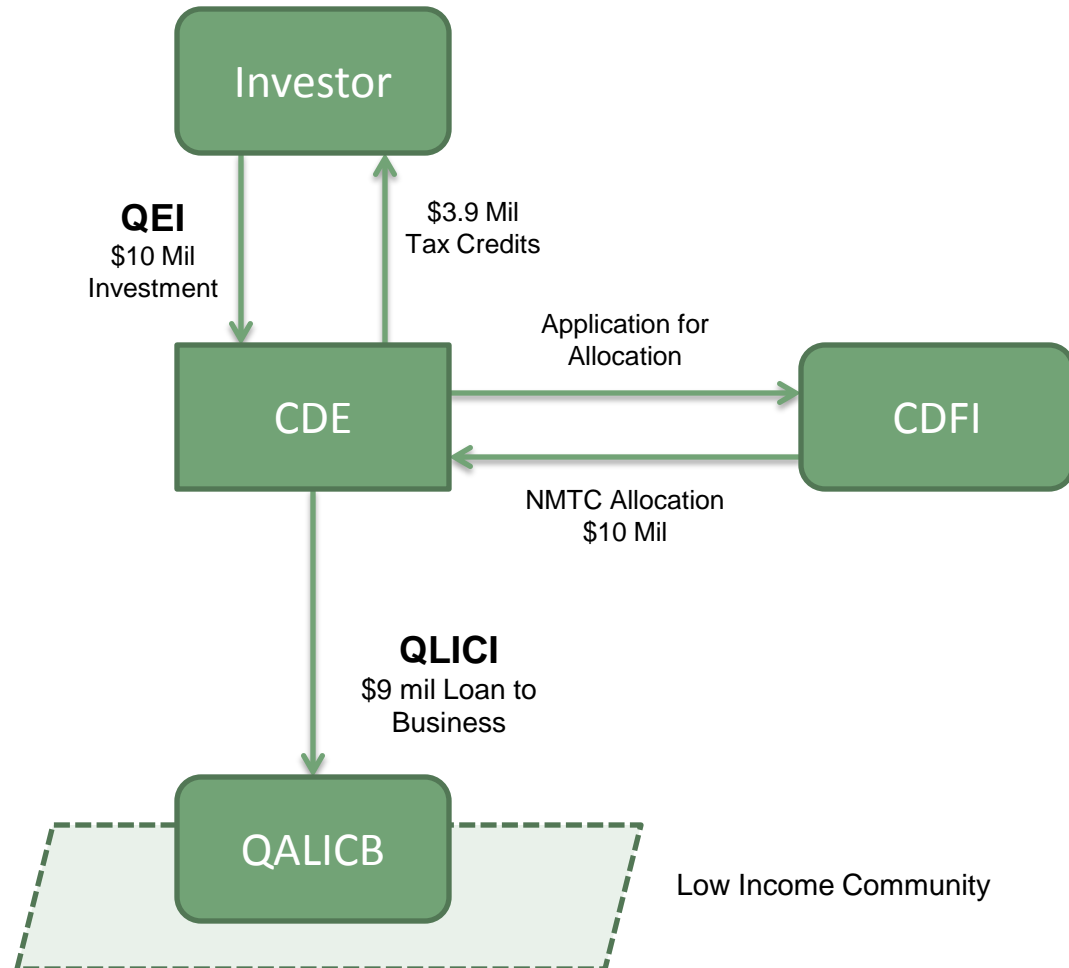 Investor
QEI
$10 Mil
Investment
$3.9 Mil
Tax Credits
Application for
Allocation
CDE
CDFI
NMTC Allocation
$10 Mil
QLICI
$9 mil Loan to
Business
QALICB
Low Income Community